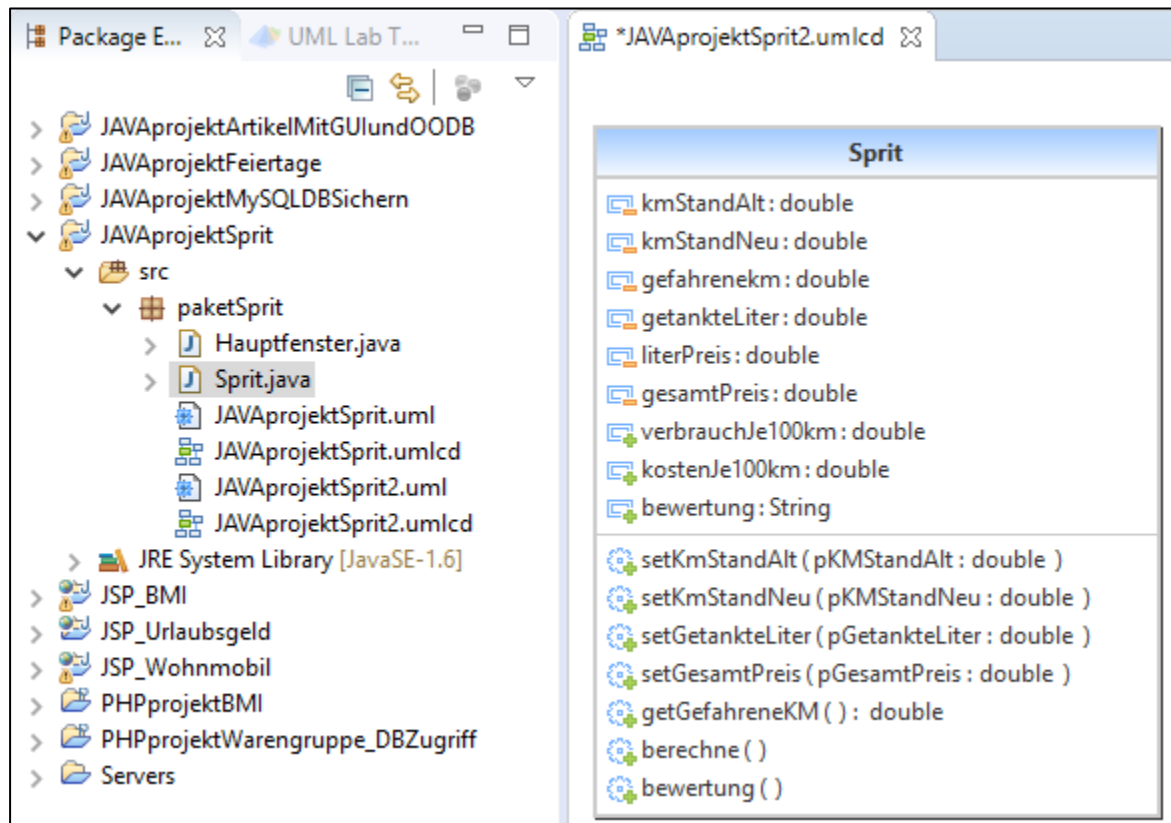 Package E...
UML Lab T...
JAVAprojektArtikelMitGUIundOODB
JAVAprojektFeiertage
JAVAprojektMySQLDBSichern
JAVAprojektSprit
src
paketSprit
Hauptfenster.java
Sprit.java
JAVAprojektSprit.uml
JAVAprojektSprit.umlcd
JAVAprojektSprit2.uml
JAVAprojektSprit2.umlcd
JRE System Library [JavaSE-1.6]
JSP_BMI
JSP_Urlaubsgeld
JSP_Wohnmobil
PHPprojektBMI
PHPprojektWarengruppe_DBZugriff
Servers
*JAVAprojektSprit2.umlcd
Sprit
kmStandAlt : double
kmStandNeu : double
gefahrenekm : double
getankteLiter : double
literPreis : double
gesamtPreis : double
verbrauchJe100km : double
kostenJe100km : double
bewertung : String
setKmStandAlt ( pKMStandAlt : double )
setKmStandNeu ( pKMStandNeu : double )
setGetankteLiter ( pGetankteLiter : double )
setGesamtPreis ( pGesamtPreis : double )
getGefahreneKM ( ) : double
berechne ( )
bewertung ( )